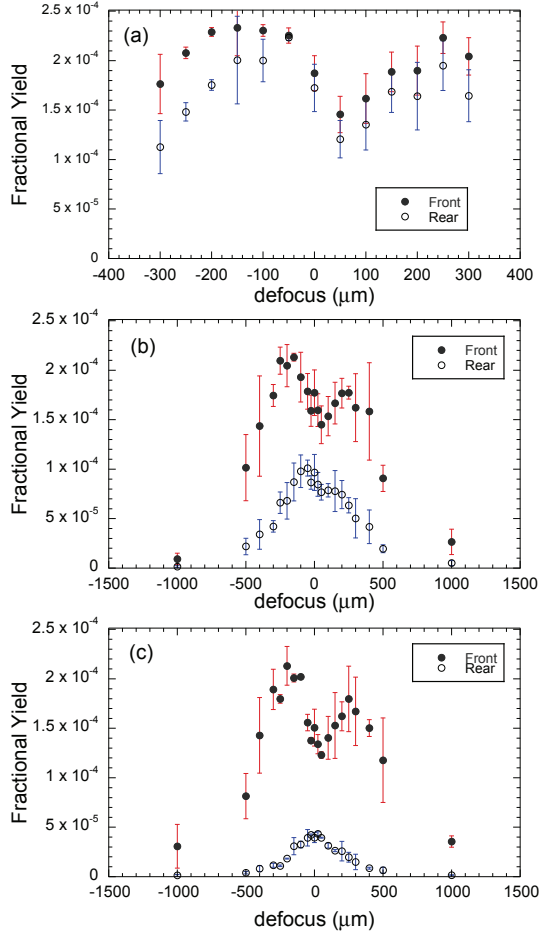 (a)
Fractional Yield
2.5 x 10⁻⁴
2 x 10⁻⁴
1.5 x 10⁻⁴
1 x 10⁻⁴
5 x 10⁻⁵
0
Front
Rear
-400 -300 -200 -100 0 100 200 300 400
defocus (μm)
(b)
Fractional Yield
2.5 x 10⁻⁴
2 x 10⁻⁴
1.5 x 10⁻⁴
1 x 10⁻⁴
5 x 10⁻⁵
0
Front
Rear
-1500 -1000 -500 0 500 1000 1500
defocus (μm)
(c)
Fractional Yield
2.5 x 10⁻⁴
2 x 10⁻⁴
1.5 x 10⁻⁴
1 x 10⁻⁴
5 x 10⁻⁵
0
Front
Rear
-1500 -1000 -500 0 500 1000 1500
defocus (μm)